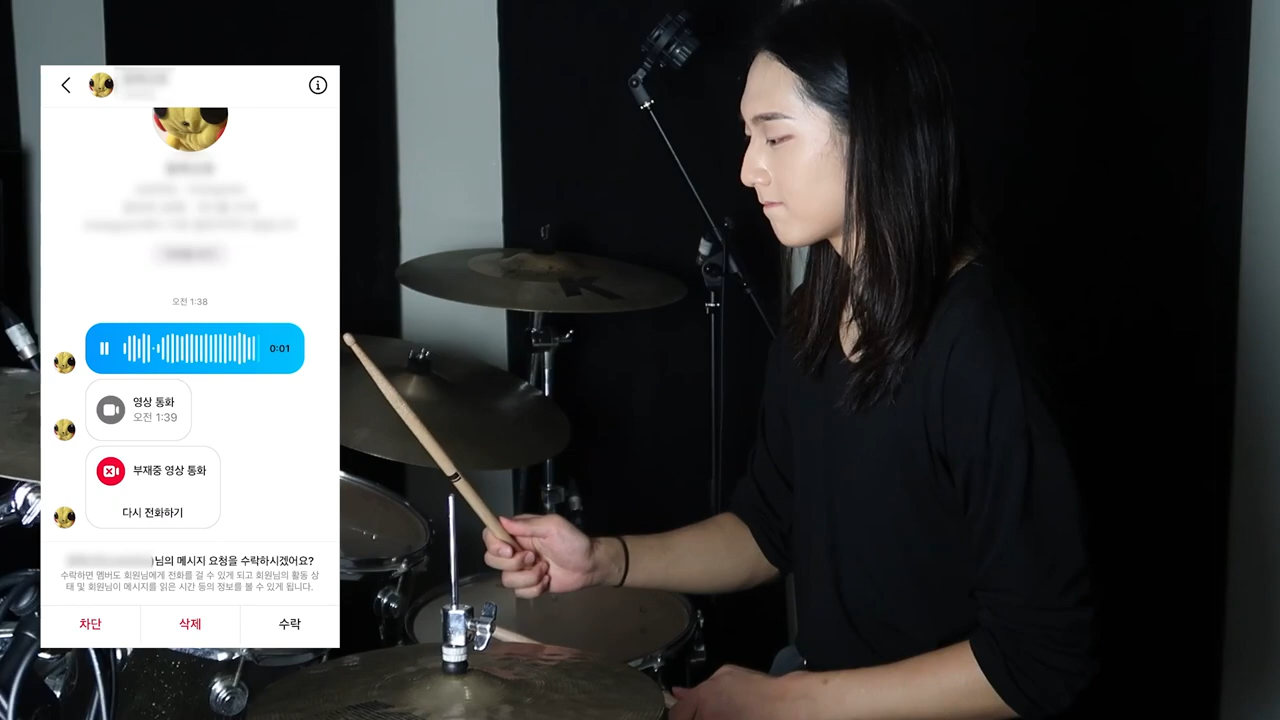 오전 1:38
0:01
영상 통화
오전 1:39
부재중 영상 통화
다시 전화하기
)님의 메시지 요청을 수락하시겠어요?
수락하면 멤버도 회원님에게 전화를 걸 수 있게 되고 회원님의 활동 상
태 및 회원님이 메시지를 읽은 시간 등의 정보를 볼 수 있게 됩니다.
차단
삭제
수락
K